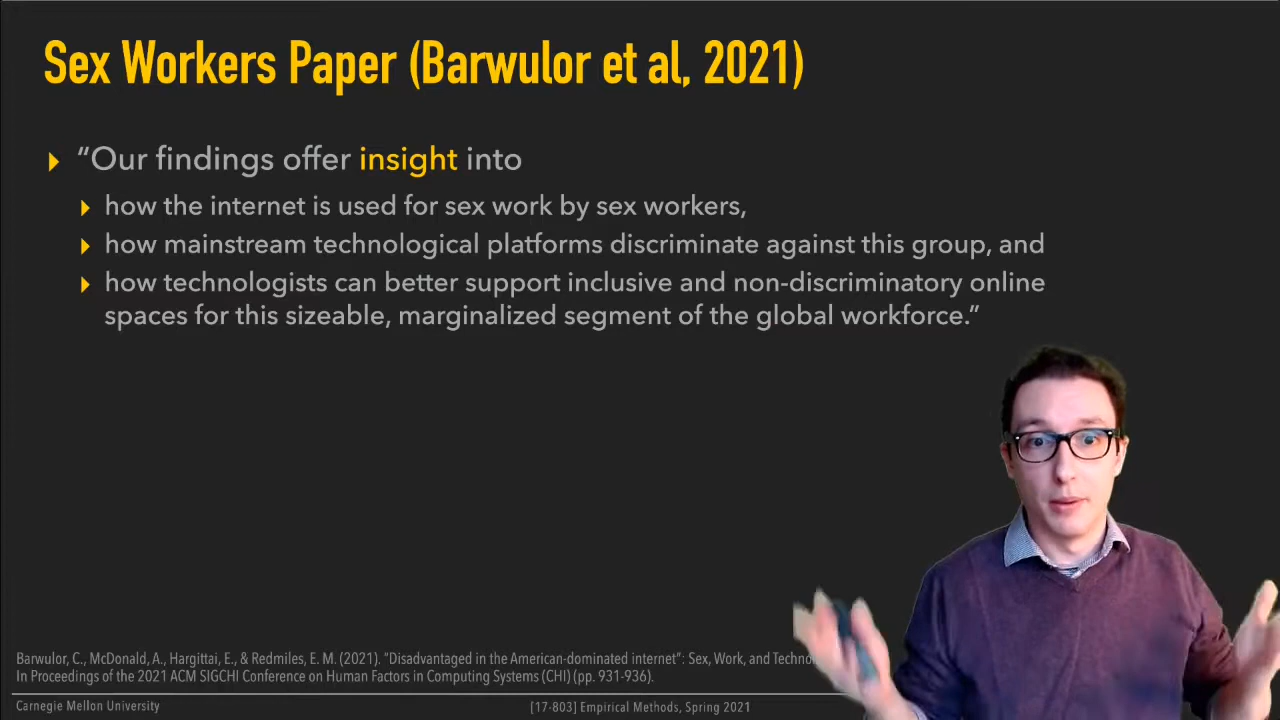 Sex Workers Paper (Barwulor et al, 2021)
“Our findings offer insight into
how the internet is used for sex work by sex workers,
how mainstream technological platforms discriminate against this group, and
how technologists can better support inclusive and non-discriminatory online
spaces for this sizeable, marginalized segment of the global workforce.”
Barwulor, C., McDonald, A., Hargittai, E., & Redmiles, E. M. (2021). “Disadvantaged in the American-dominated internet”: Sex, Work, and
In Proceedings of the 2021 ACM SIGCHI Conference on Human Factors in Computing Systems (CHI) (pp. 931-936).
Carnegie Mellon University
[17-803] Empirical Methods, Spring 2021